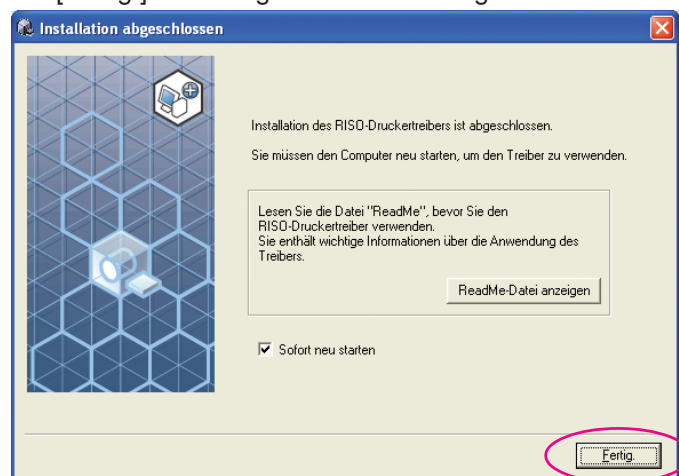 Installation abgeschlossen
Installation des RISO-Druckertreibers ist abgeschlossen.
Sie müssen den Computer neu starten, um den Treiber zu verwenden.
Lesen Sie die Datei "ReadMe", bevor Sie den
RISO-Druckertreiber verwenden.
Sie enthält wichtige Informationen über die Anwendung des
Treibers.
ReadMe-Datei anzeigen
Sofort neu starten
Fertig.